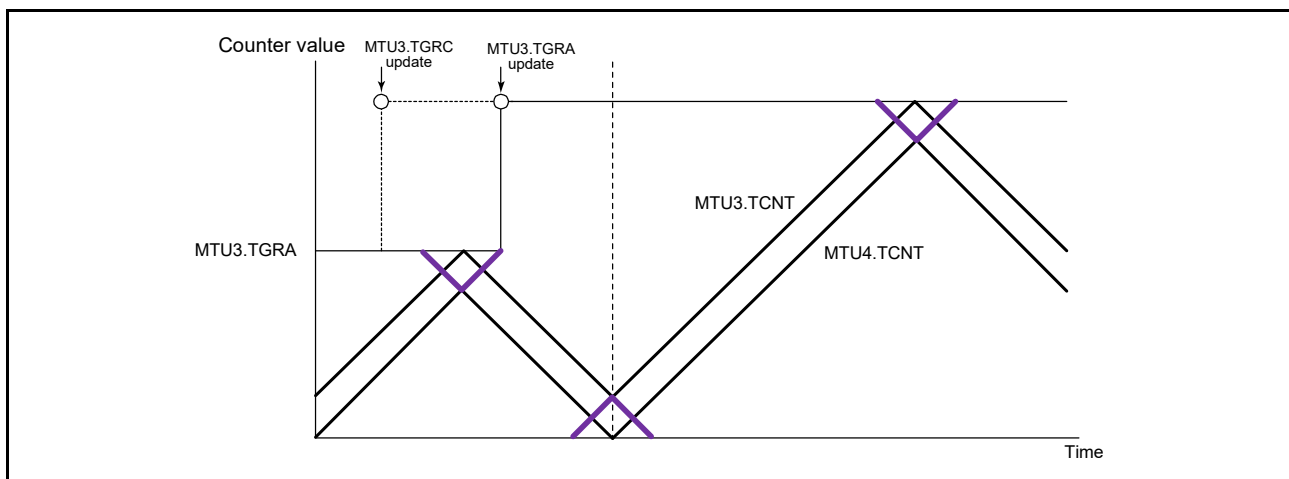 Counter value
MTU3.TGRC
update
MTU3.TGRA
update
MTU3.TCNT
MTU3.TGRA
MTU4.TCNT
Time